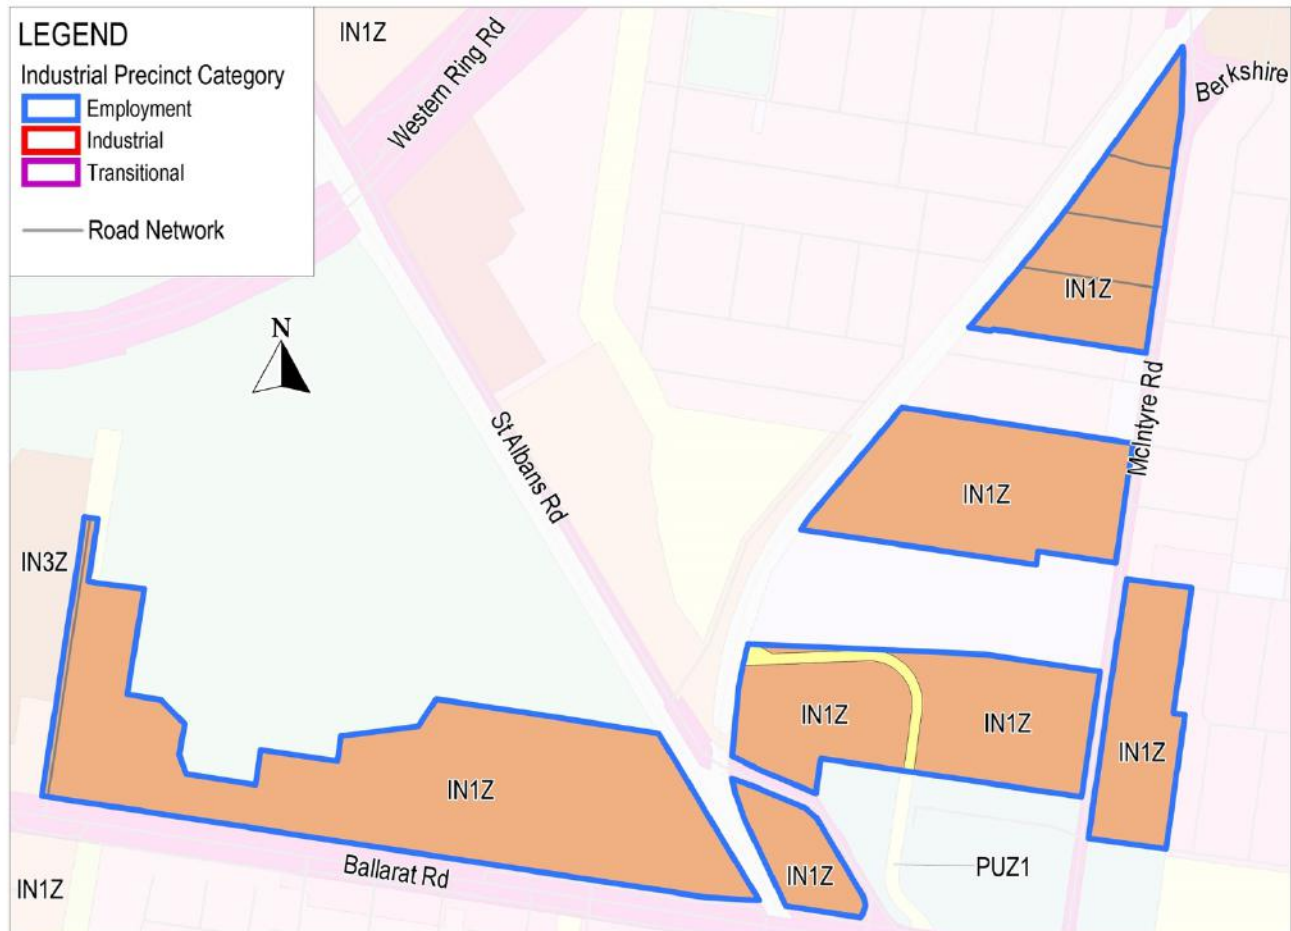 LEGEND
Industrial Precinct Category
Employment
Industrial
Transitional
Road Network
IN1Z
Western Ring Rd
Berkshire
N
IN1Z
McIntyre Rd
St Albans Rd
IN1Z
IN3Z
IN1Z
IN1Z
IN1Z
IN1Z
IN1Z
Ballarat Rd
IN1Z
PUZ1
IN1Z